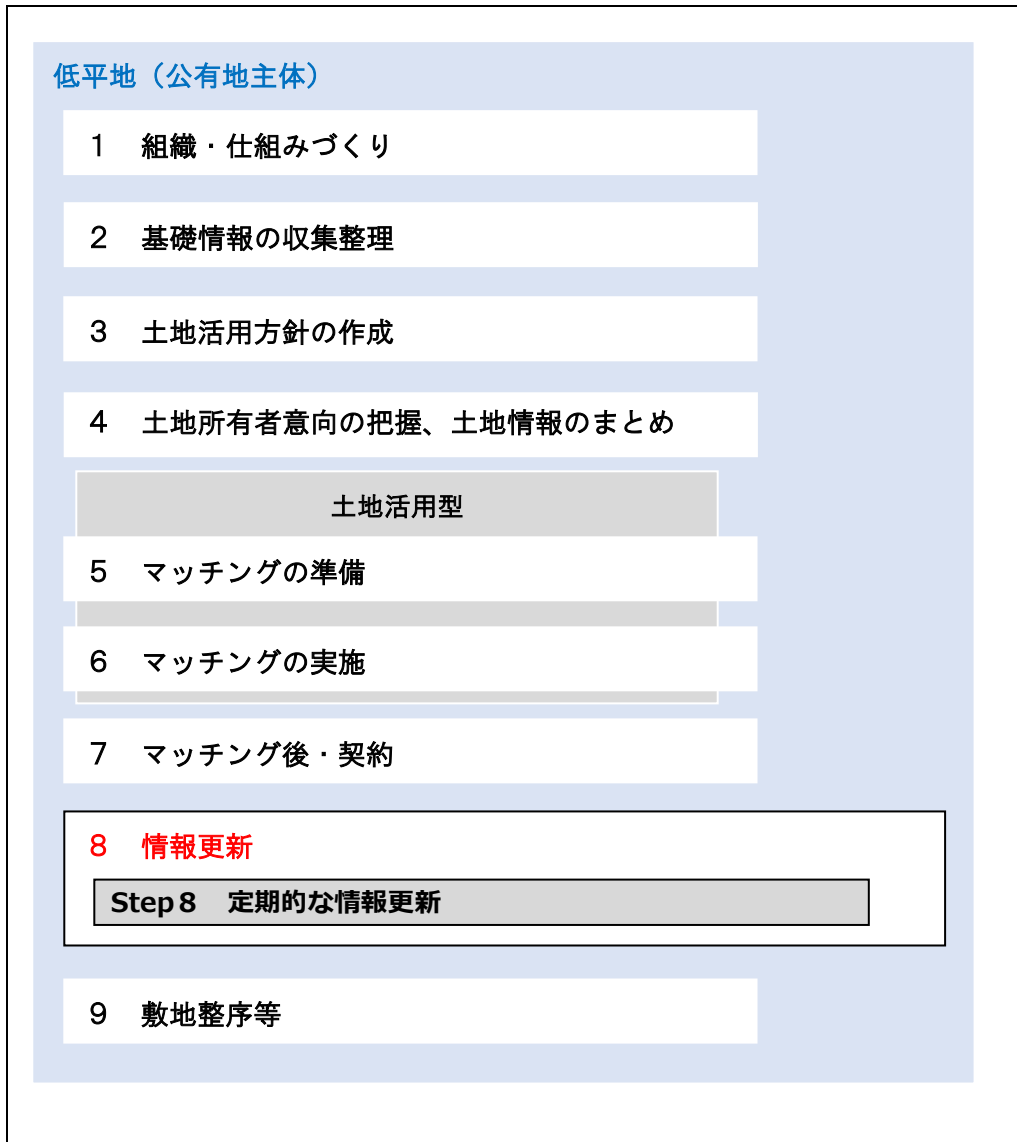 低平地（公有地主体）
１　組織・仕組みづくり
２　基礎情報の収集整理
３　土地活用方針の作成
４　土地所有者意向の把握、土地情報のまとめ
土地活用型
５　マッチングの準備
６　マッチングの実施
７　マッチング後・契約
８　情報更新
Step８　定期的な情報更新
９　敷地整序等